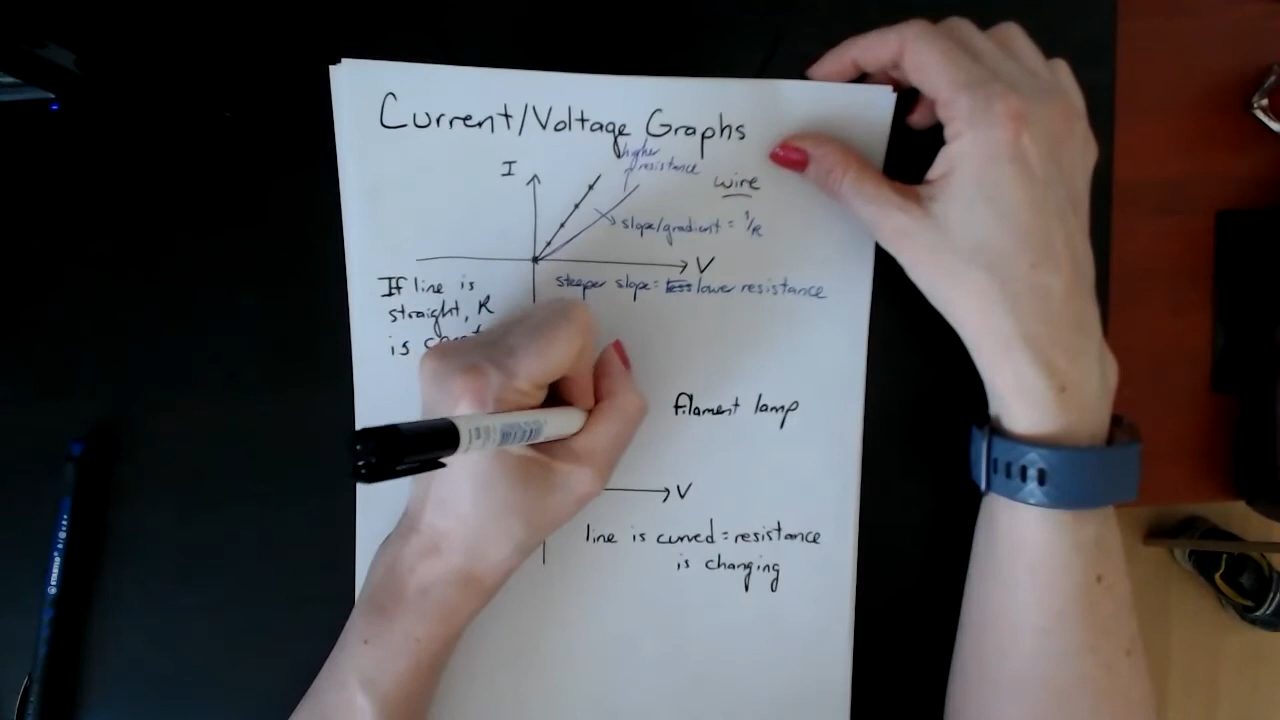 Current/Voltage Graphs
higher
resistance
I
wire
slope/gradient = 1/R
V
If line is
straight, R
is
steeper slope = less lower resistance
filament lamp
V
line is curved = resistance
is changing